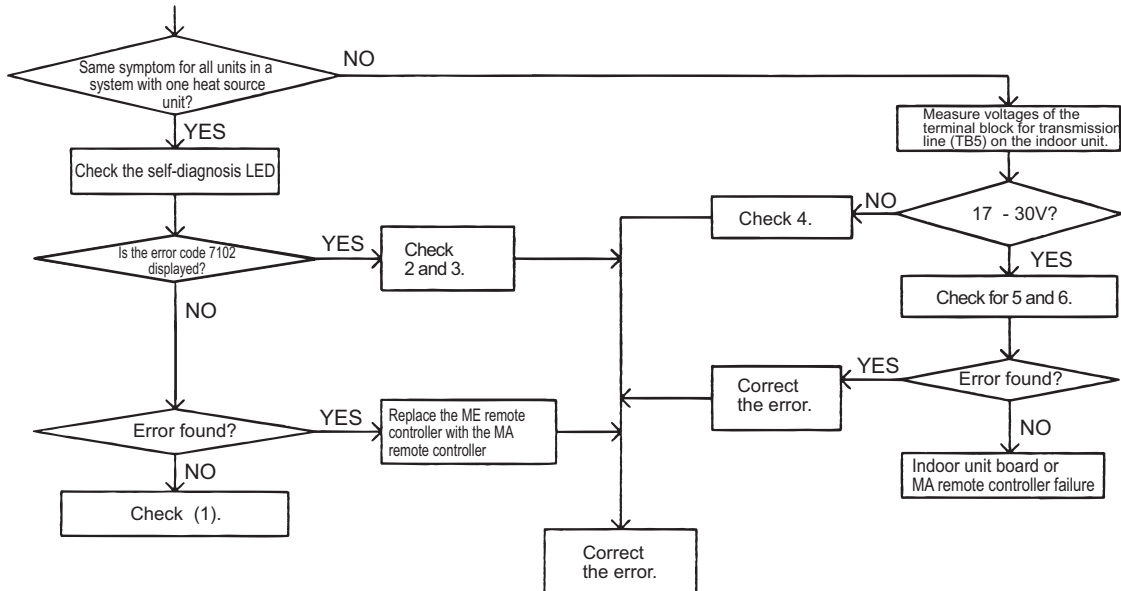 Same symptom for all units in a
system with one heat source
unit?
NO
YES
Check the self-diagnosis LED
Is the error code 7102
displayed?
YES
Check
2 and 3.
NO
Error found?
YES
Replace the ME remote
controller with the MA
remote controller
NO
Check (1).
Measure voltages of the
terminal block for transmission
line (TB5) on the indoor unit.
17 - 30V?
NO
Check 4.
YES
Check for 5 and 6.
Error found?
YES
Correct
the error.
NO
Indoor unit board or
MA remote controller failure
Correct
the error.